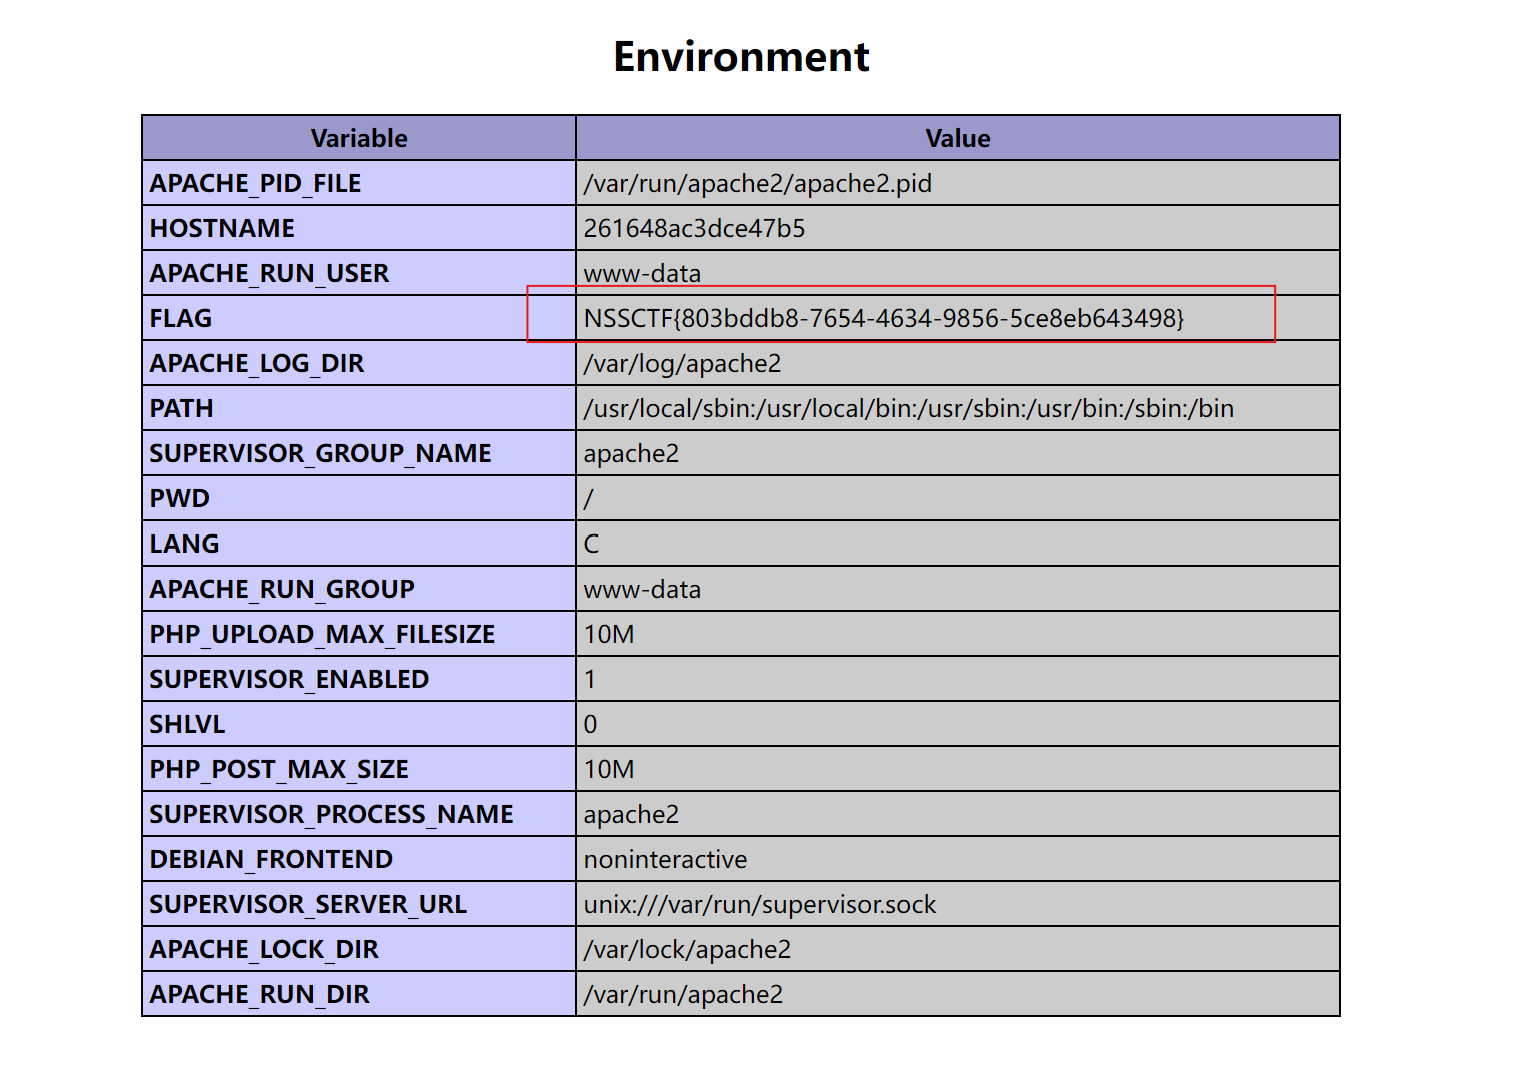 Environment
Variable Value
APACHE_PID_FILE /var/run/apache2/apache2.pid
HOSTNAME 261648ac3dce47b5
APACHE_RUN_USER www-data
FLAG NSSCTF{803bddb8-7654-4634-9856-5ce8eb643498}
APACHE_LOG_DIR /var/log/apache2
PATH /usr/local/sbin:/usr/local/bin:/usr/sbin:/usr/bin:/sbin:/bin
SUPERVISOR_GROUP_NAME apache2
PWD /
LANG C
APACHE_RUN_GROUP www-data
PHP_UPLOAD_MAX_FILESIZE 10M
SUPERVISOR_ENABLED 1
SHLVL 0
PHP_POST_MAX_SIZE 10M
SUPERVISOR_PROCESS_NAME apache2
DEBIAN_FRONTEND noninteractive
SUPERVISOR_SERVER_URL unix:///var/run/supervisor.sock
APACHE_LOCK_DIR /var/lock/apache2
APACHE_RUN_DIR /var/run/apache2